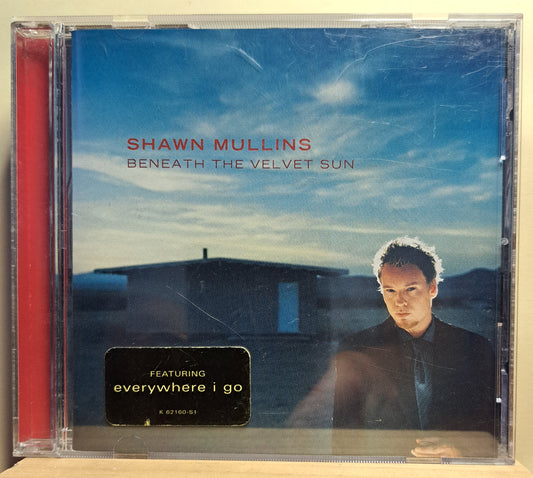 SHAWN MULLINS
BENEATH THE VELVET SUN
FEATURING
everywhere i go
K 62160-S1